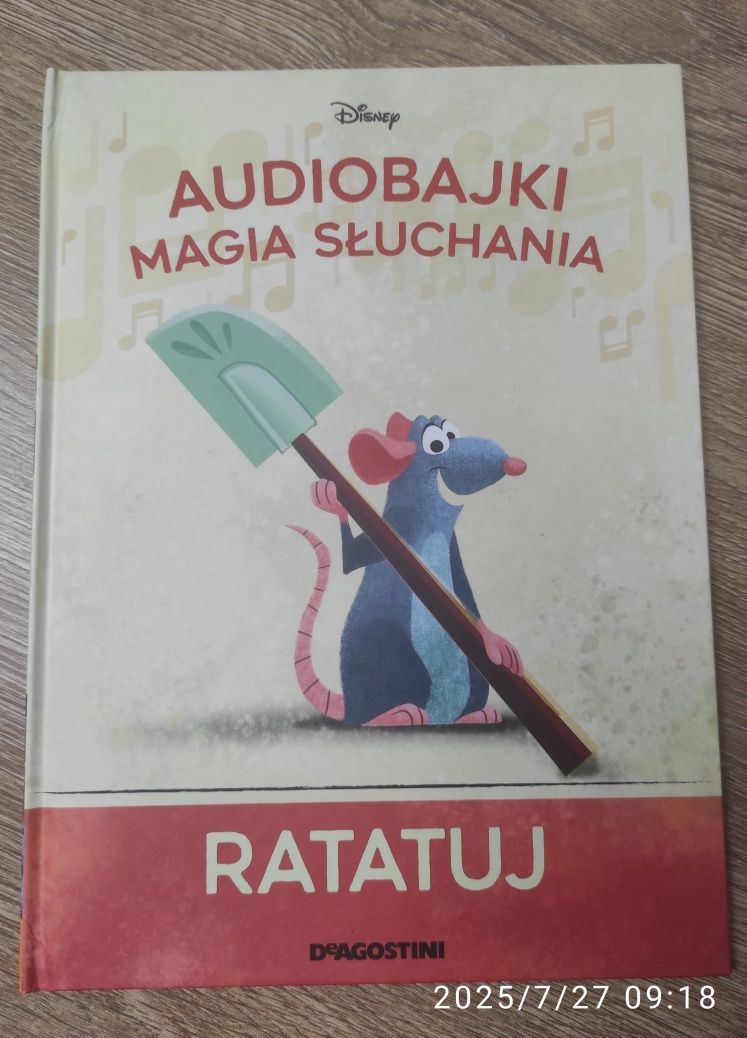 Disney
AUDIOBAJKI
MAGIA SŁUCHANIA
RATATUJ
DeAGOSTINI
2025/7/27 09:18